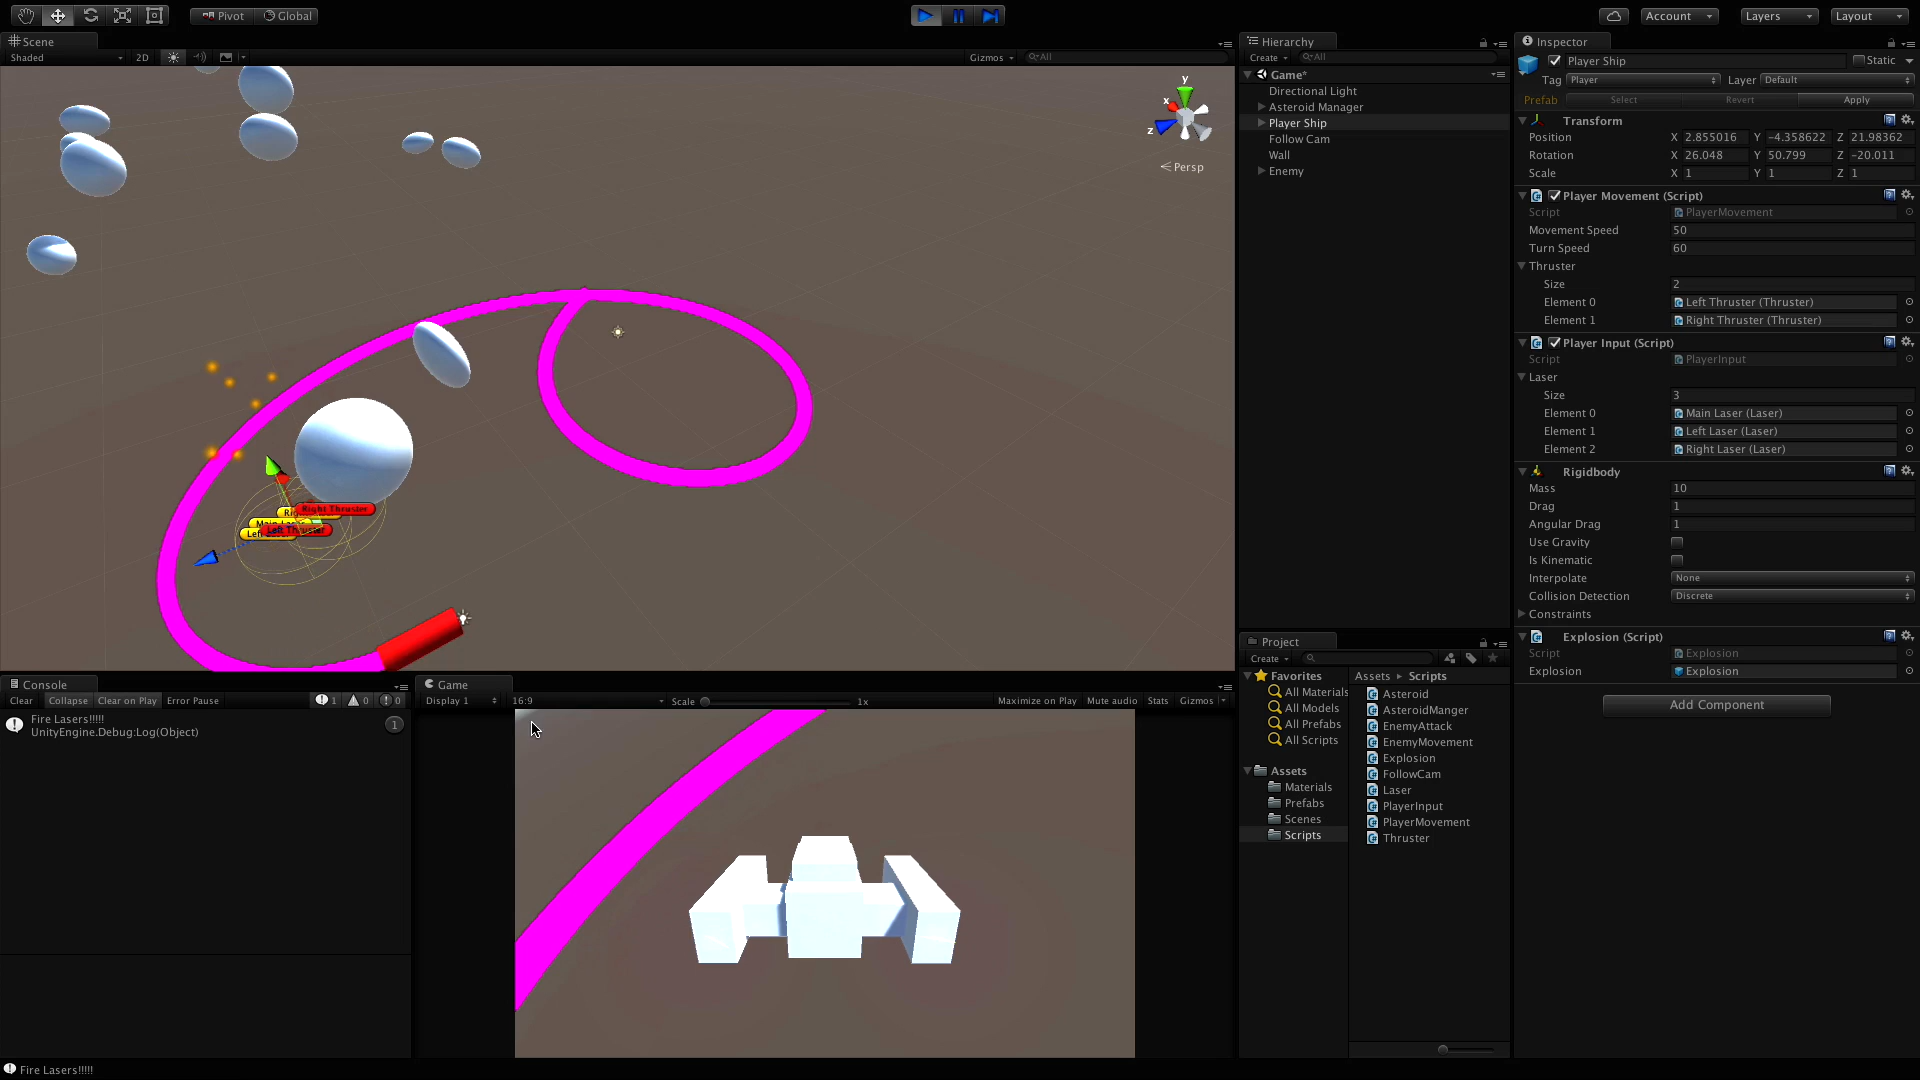 Pivot Global
Account Layers Layout
Scene
Shaded 2D Gizmos All
y
x
z
Persp
Right Thruster
Main Laser
Left Thruster
Console
Clear Collapse Clear on Play Error Pause 1 0 0
Fire Lasers!!!!!
UnityEngine.Debug:Log(Object)
1
Fire Lasers!!!!!
Game
Display 1 16:9 Scale 1x Maximize on Play Mute audio Stats Gizmos
Hierarchy
Create All
Game*
Directional Light
Asteroid Manager
Player Ship
Follow Cam
Wall
Enemy
Project
Create
Favorites
All Materials
All Models
All Prefabs
All Scripts
Assets
Materials
Prefabs
Scenes
Scripts
Assets Scripts
Asteroid
AsteroidManger
EnemyAttack
EnemyMovement
Explosion
FollowCam
Laser
PlayerInput
PlayerMovement
Thruster
Inspector
Player Ship Static
Tag Player Layer Default
Prefab Select Revert Apply
Transform
Position X 2.855016 Y -4.358622 Z 21.98362
Rotation X 26.048 Y 50.799 Z -20.011
Scale X 1 Y 1 Z 1
Player Movement (Script)
Script PlayerMovement
Movement Speed 50
Turn Speed 60
Thruster
Size 2
Element 0 Left Thruster (Thruster)
Element 1 Right Thruster (Thruster)
Player Input (Script)
Script PlayerInput
Laser
Size 3
Element 0 Main Laser (Laser)
Element 1 Left Laser (Laser)
Element 2 Right Laser (Laser)
Rigidbody
Mass 10
Drag 1
Angular Drag 1
Use Gravity
Is Kinematic
Interpolate None
Collision Detection Discrete
Constraints
Explosion (Script)
Script Explosion
Explosion Explosion
Add Component